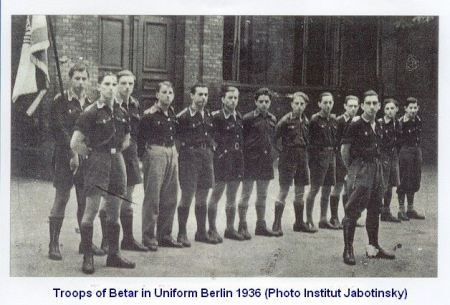 Troops of Betar in Uniform Berlin 1936 (Photo Institut Jabotinsky)